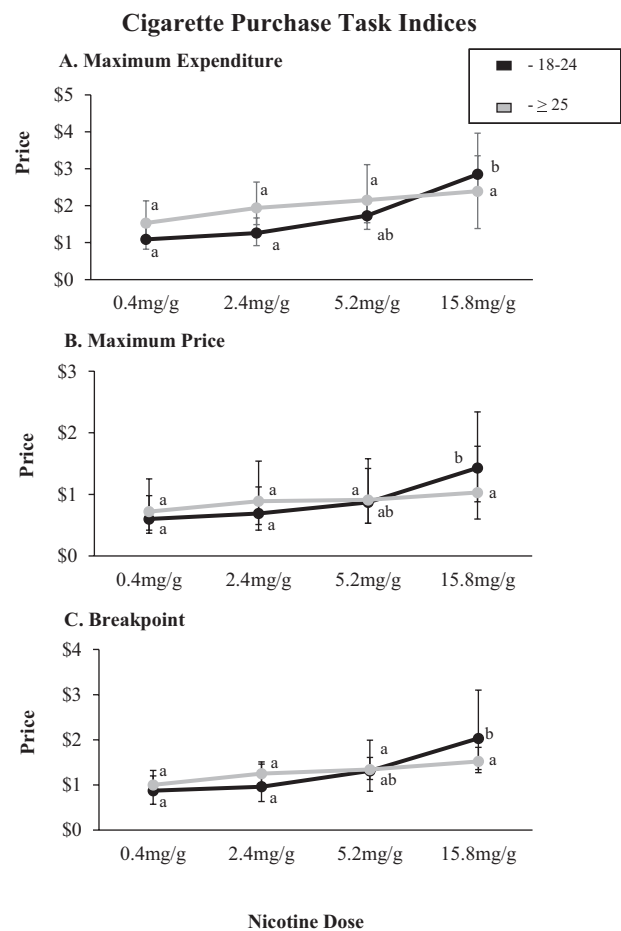 Cigarette Purchase Task Indices
A. Maximum Expenditure
- 18-24
- ≥ 25
$5
$4
$3
$2
$1
$0
Price
a
a
a
b
a
a
a
ab
0.4mg/g 2.4mg/g 5.2mg/g 15.8mg/g
B. Maximum Price
$3
$2
$1
$0
Price
a
a
a
b
a
a
a
ab
0.4mg/g 2.4mg/g 5.2mg/g 15.8mg/g
C. Breakpoint
$4
$3
$2
$1
$0
Price
a
a
a
b
a
a
a
ab
0.4mg/g 2.4mg/g 5.2mg/g 15.8mg/g
Nicotine Dose